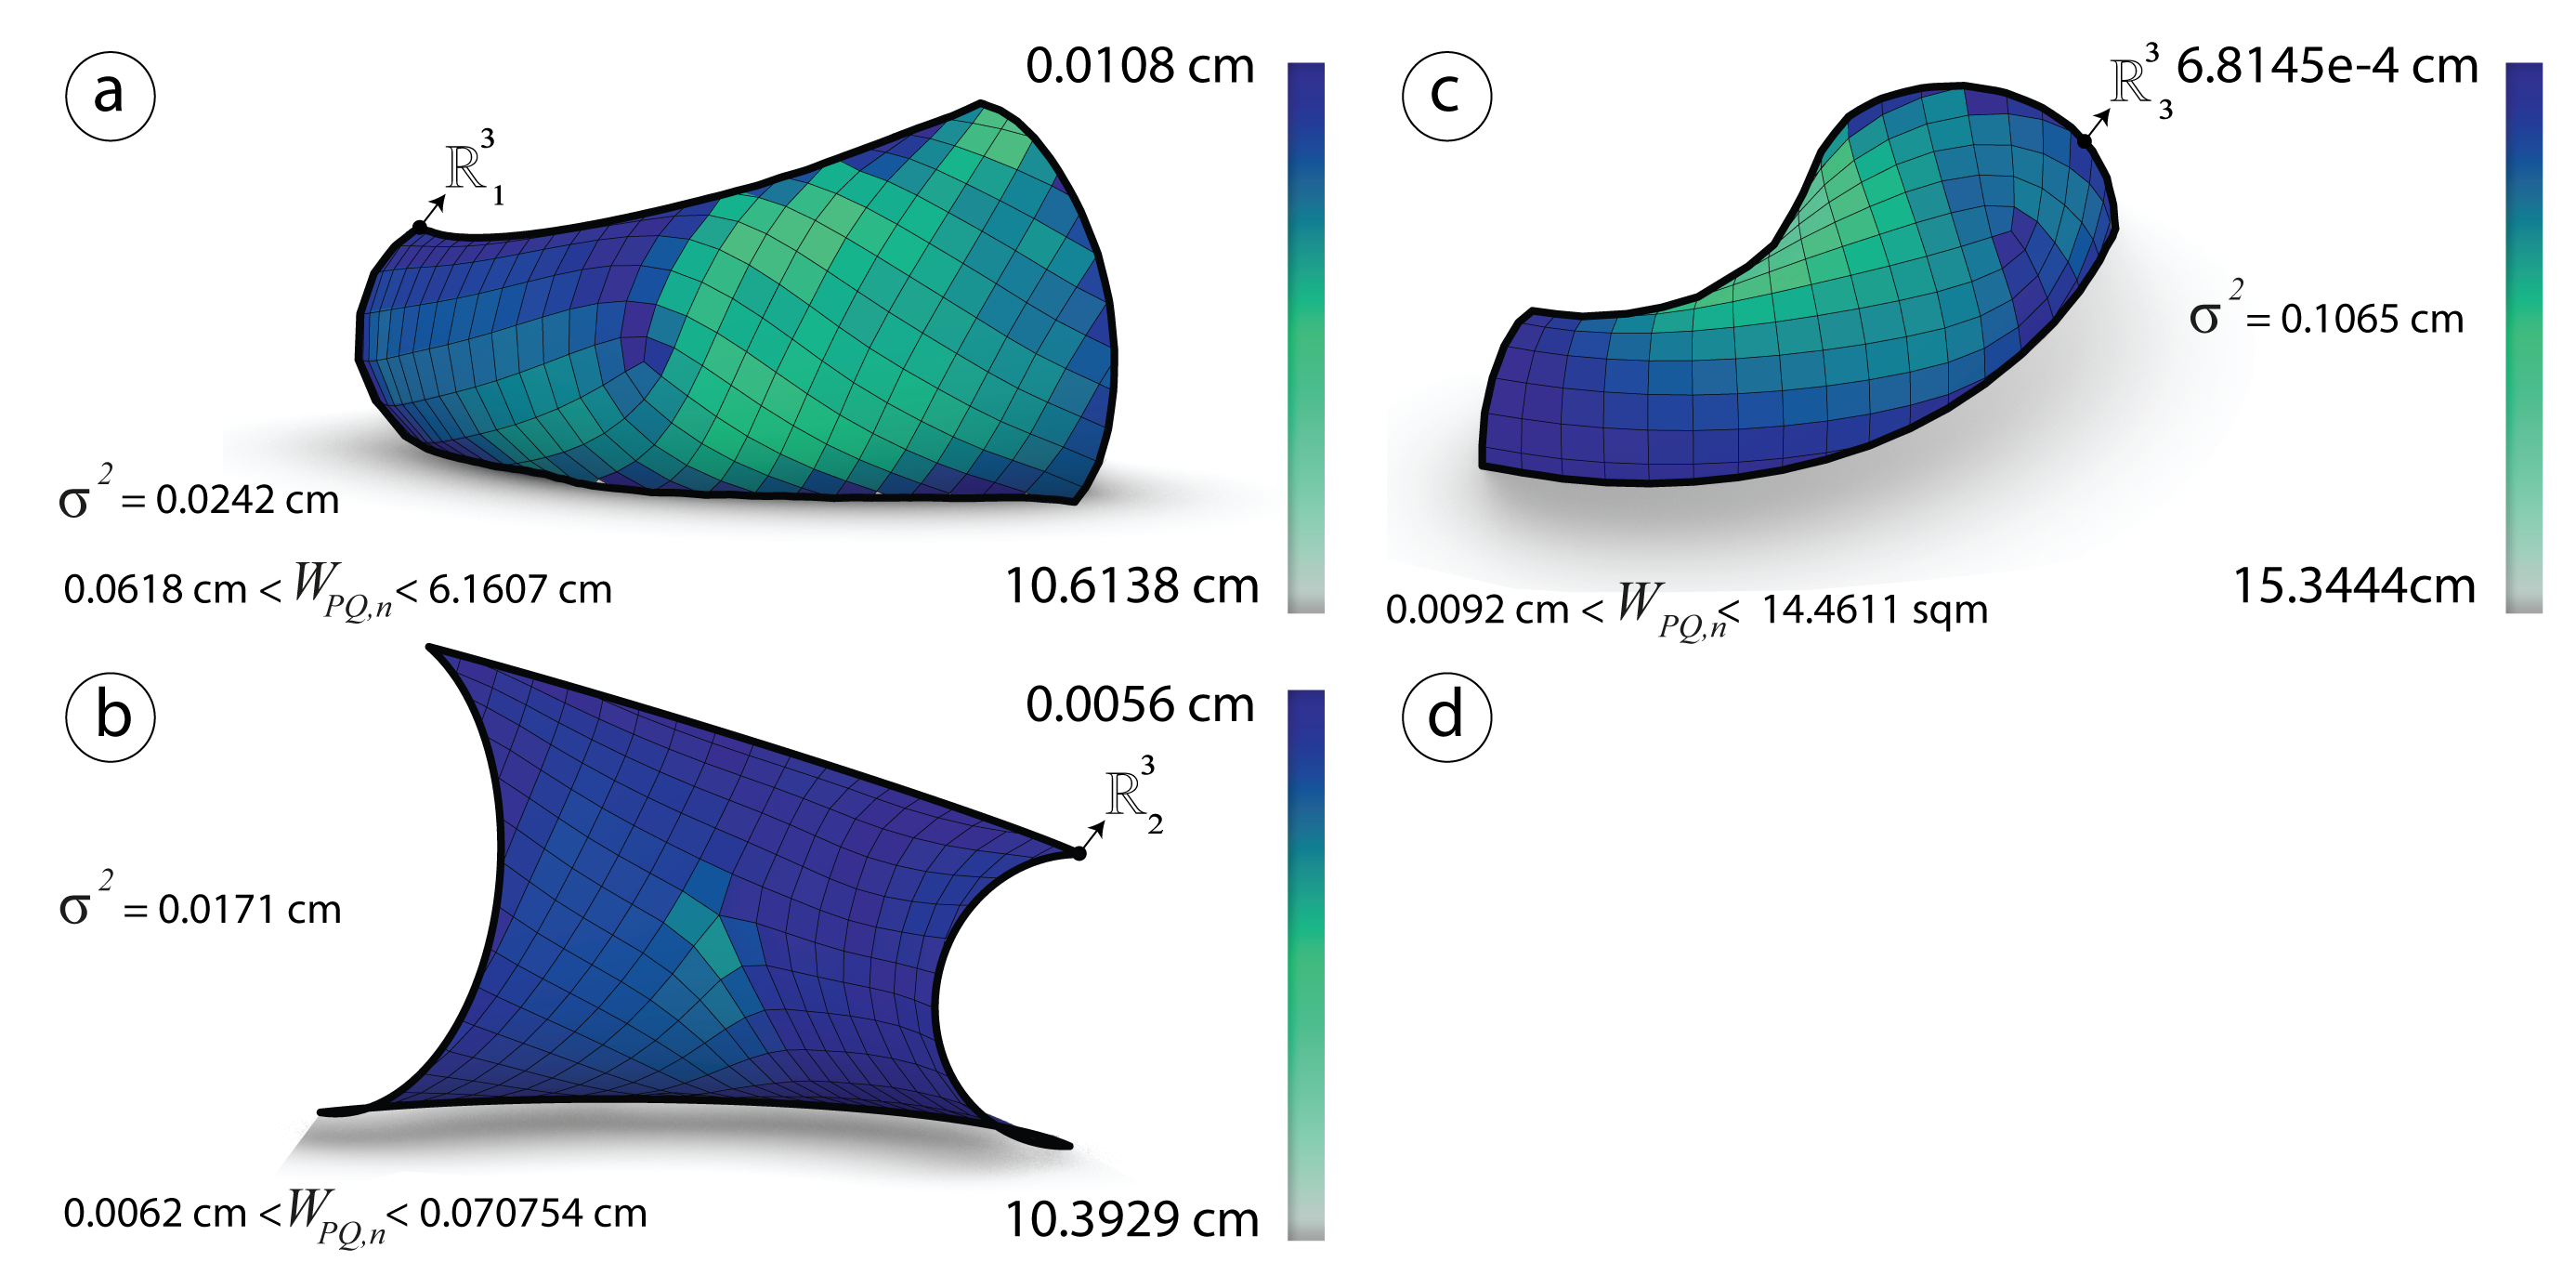 a
0.0108 cm
ℝ³₁
σ² = 0.0242 cm
0.0618 cm < W_PQ,n < 6.1607 cm
10.6138 cm
c
ℝ³₃
6.8145e-4 cm
σ² = 0.1065 cm
15.3444cm
0.0092 cm < W_PQ,n < 14.4611 sqm
b
0.0056 cm
ℝ³₂
σ² = 0.0171 cm
0.0062 cm < W_PQ,n < 0.070754 cm
10.3929 cm
d